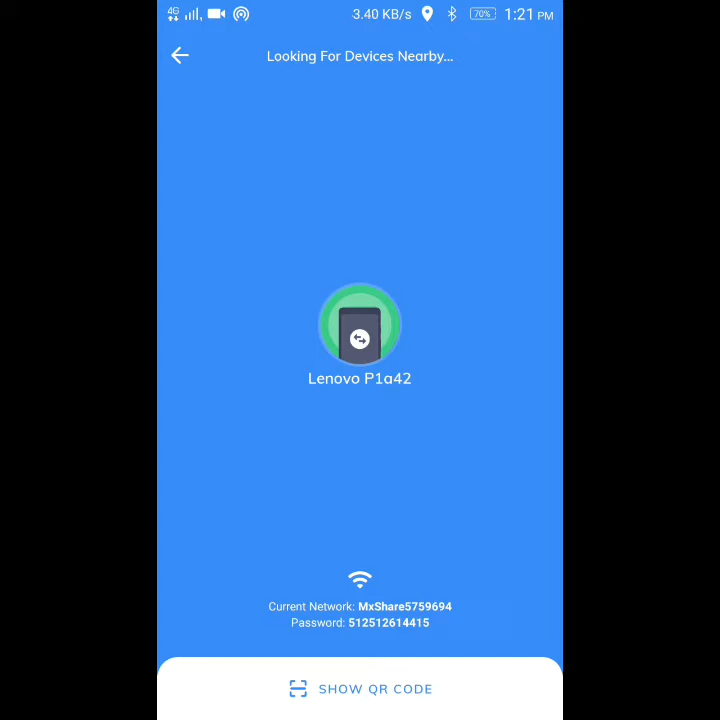 4G 3.40 KB/s 70% 1:21 PM
Looking For Devices Nearby...
Lenovo P1a42
Current Network: MxShare5759694
Password: 512512614415
SHOW QR CODE